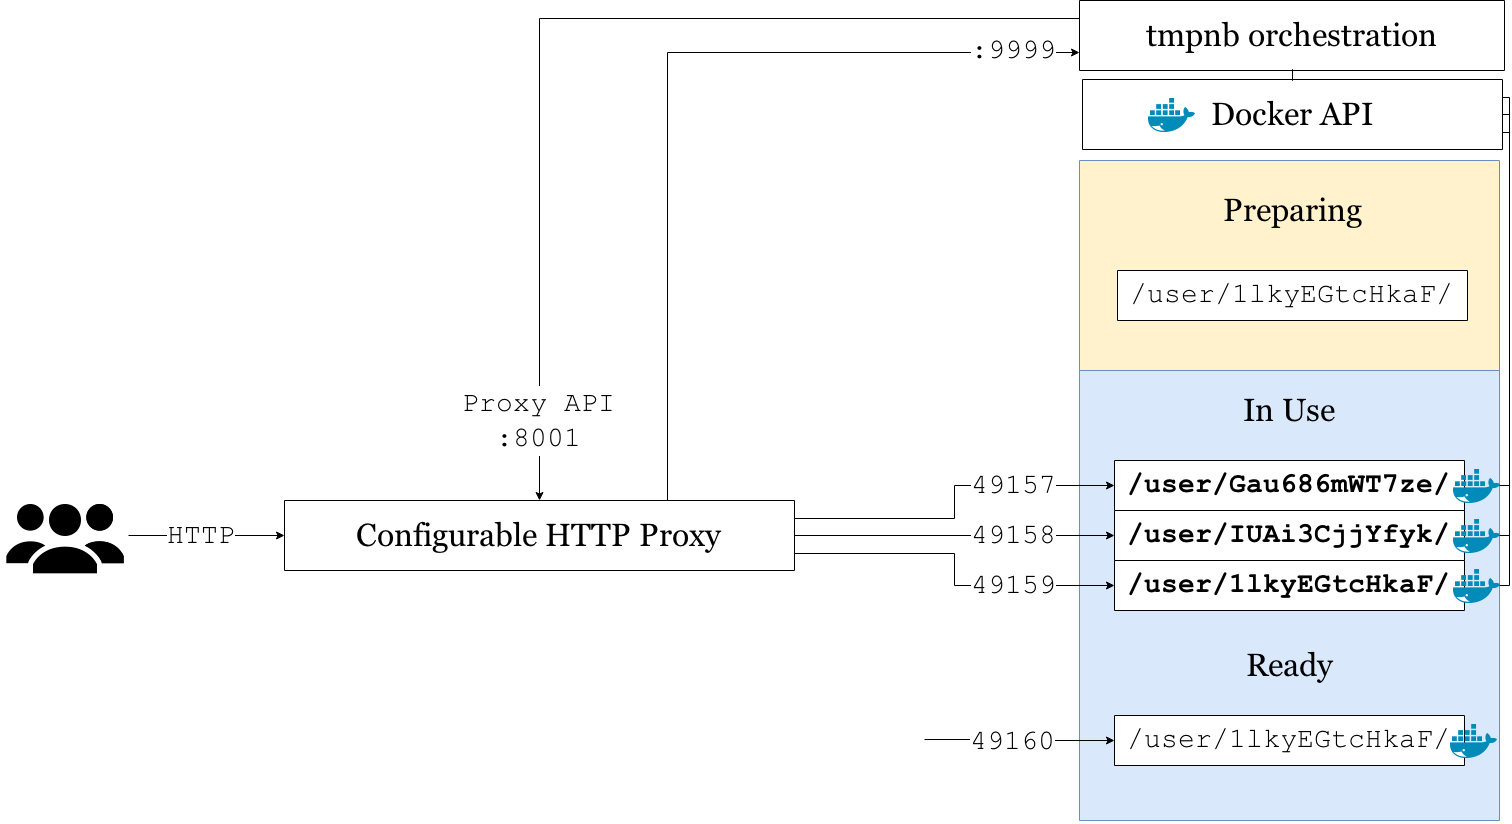 tmpnb orchestration
:9999
Docker API
Preparing
/user/1lkyEGtcHkaF/
In Use
Proxy API
:8001
49157
/user/Gau686mWT7ze/
HTTP
Configurable HTTP Proxy
49158
/user/IUAi3CjjYfyk/
49159
/user/1lkyEGtcHkaF/
Ready
49160
/user/1lkyEGtcHkaF/